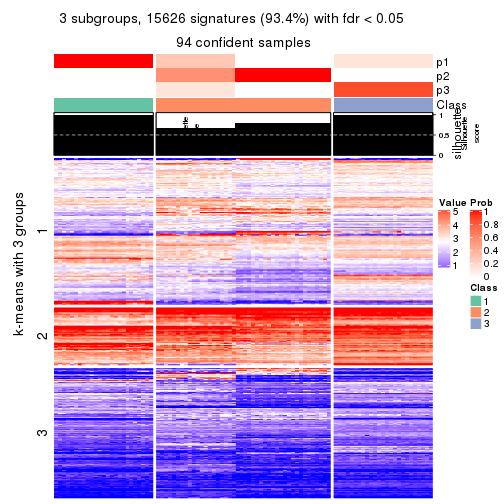 3 subgroups, 15626 signatures (93.4%) with fdr < 0.05
94 confident samples
p1
p2
p3
Class
silhouette
Silhouette
score
1
0.5
0
k-means with 3 groups
1
2
3
Value
5
4
3
2
1
Prob
1
0.8
0.6
0.4
0.2
0
Class
1
2
3